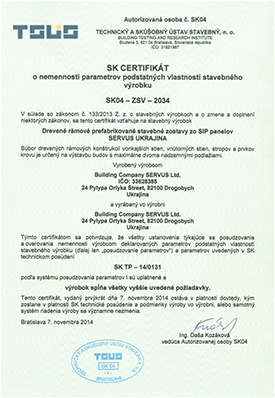 Autorizovaná osoba č. SK04
TSUS
TECHNICKÝ A SKÚŠOBNÝ ÚSTAV STAVEBNÝ, n. o.
BUILDING TESTING AND RESEARCH INSTITUTE
Studená 3, 821 04 Bratislava, Slovenská republika
IČO: 31821987
SK CERTIFIKÁT
o nemennosti parametrov podstatných vlastností stavebného
výrobku
SK04 – ZSV – 2034
V súlade so zákonom č. 133/2013 Z. z. o stavebných výrobkoch a o zmene a doplnení
niektorých zákonov, sa tento certifikát vzťahuje na stavebný výrobok
Drevené rámové prefabrikované stavebné zostavy zo SIP panelov
SERVUS UKRAJINA
Súbor drevených rámových konštrukcií vonkajších stien, vnútorných stien, stropov a prvkov
krovu je určený na výstavbu budov s maximálne dvoma nadzemnými podlažiami.
Vyrobený výrobcom
Building Company SERVUS Ltd.
IČO: 33628385
24 Pylypa Orlyka Street, 82100 Drogobych
Ukrajina
a vyrábaný vo výrobni
Building Company SERVUS Ltd.
24 Pylypa Orlyka Street, 82100 Drogobych
Ukrajina
Týmto certifikátom sa potvrdzuje, že všetky ustanovenia týkajúce sa posudzovania
a overovania nemennosti výrobcom deklarovaných parametrov podstatných vlastností
stavebného výrobku (ďalej len „posudzovanie parametrov") a parametrov uvedených v SK
technickom posúdení
SK TP – 14/0131
podľa systému posudzovania parametrov I sú uplatnené a
výrobok spĺňa všetky vyššie uvedené požiadavky.
Tento certifikát, vydaný prvýkrát dňa 7. novembra 2014 ostáva v platnosti dovtedy, kým
zostane v platnosti SK technické posúdenie a podmienky výroby vo výrobni, alebo samotný
systém riadenia výroby sa významne nezmenia.
Bratislava 7. november 2014
Ing. Daša Kozáková
vedúca Autorizovanej osoby SK04
TSUS
SK 04
BRATISLAVA